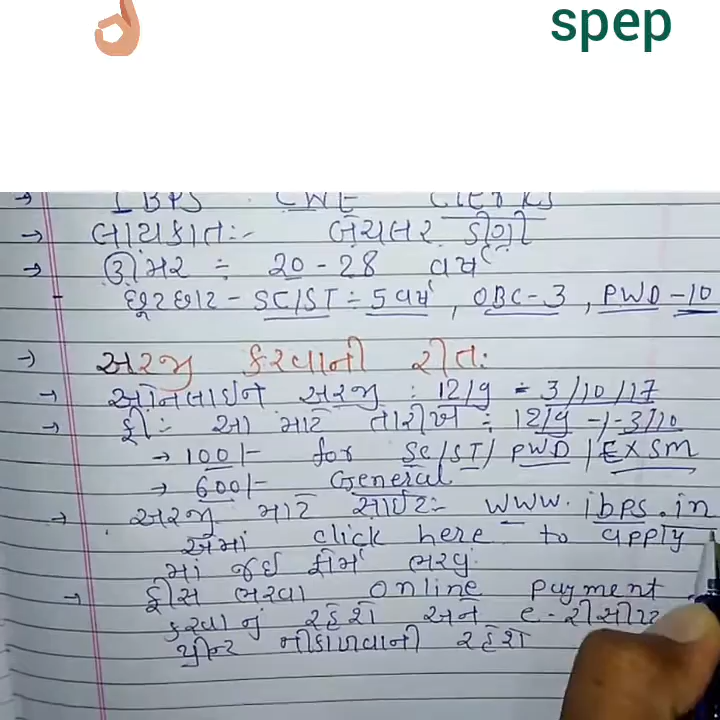 spep
→ IBPS CWE Clerks
→ લાયકાત:- બેચલર ડીગ્રી
→ ઊંમર ÷ 20-28 વર્ષ
છૂટછાટ - SC/ST = 5 વર્ષ , OBC-3 , PWD-10
→ અરજી કરવાની રીત:
→ ઓનલાઇન અરજી : 12/9 - 3/10/17
→ ફી:- આ માટે તારીખ ÷ 12/9 -/-3/10
→ 100/- for SC/ST/ PWD / EXSM
→ 600/- General
→ અરજી માટે સાઈટ:- www.ibps.in
એમાં click here to apply
માં જઇ ફોર્મ ભરવુ.
→ ફીસ ભરવા online payment
કરવાનું રહેશે અને e-રીસીપ્ટ
પ્રીન્ટ નીકાળવાની રહેશે